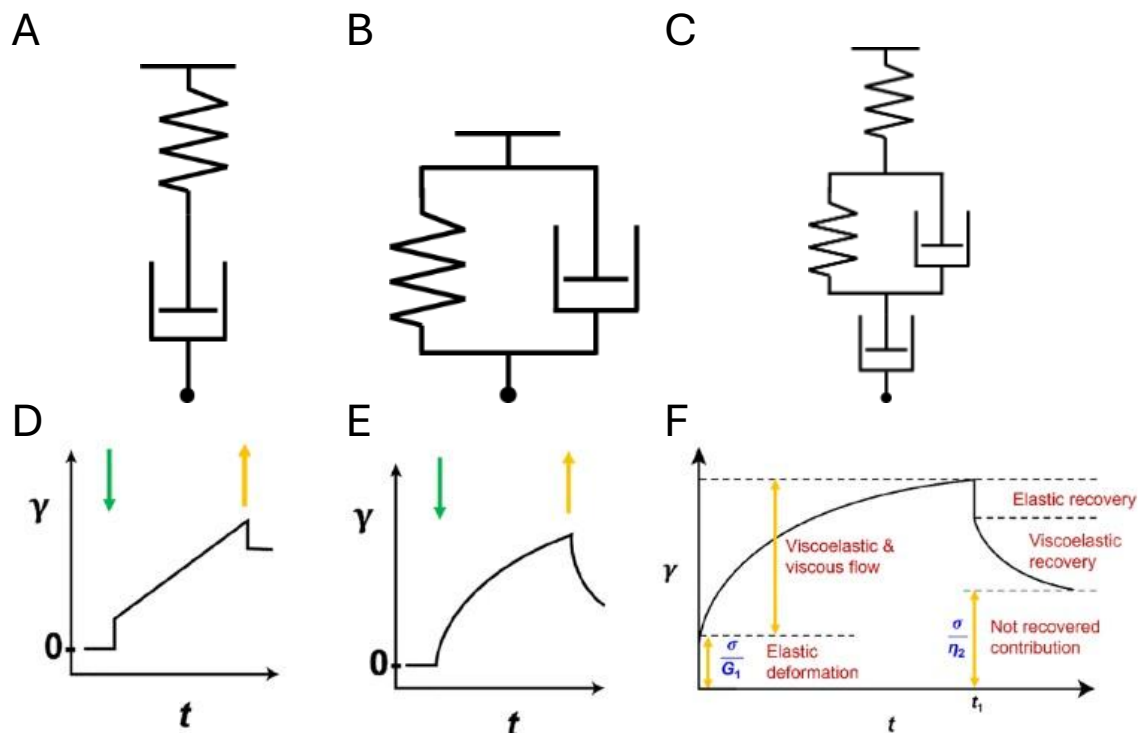 A
B
C
D
E
F
γ
0
t
γ
0
t
γ
Viscoelastic &
viscous flow
Elastic recovery
Viscoelastic
recovery
σ
G₁
Elastic
deformation
σ
η₂
Not recovered
contribution
t₁
t